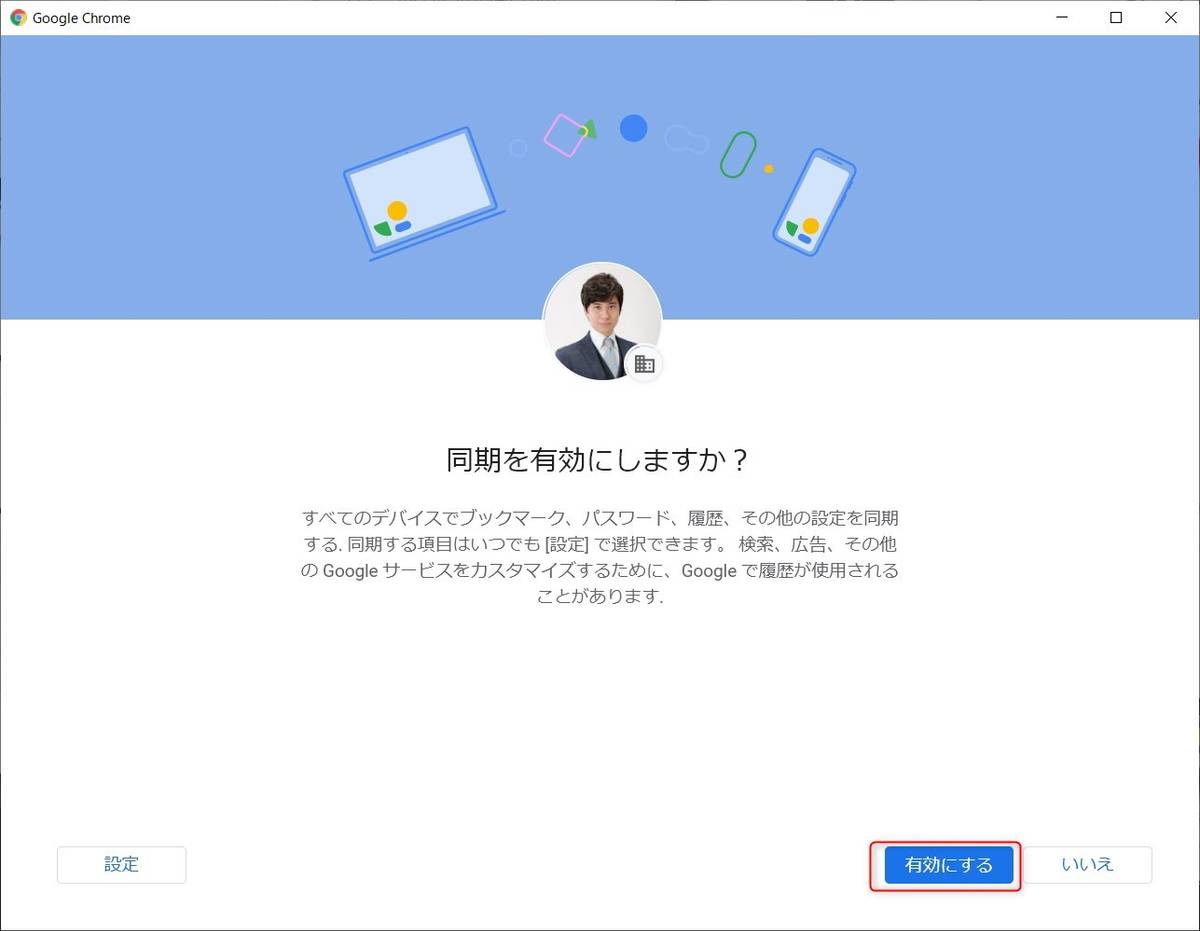 Google Chrome
同期を有効にしますか？
すべてのデバイスでブックマーク、パスワード、履歴、その他の設定を同期
する. 同期する項目はいつでも [設定] で選択できます。 検索、広告、その他
の Google サービスをカスタマイズするために、Google で履歴が使用される
ことがあります.
設定
有効にする
いいえ